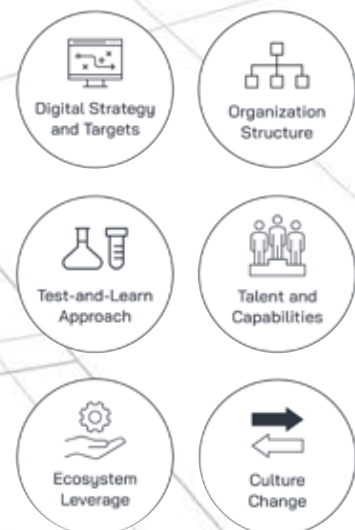 Digital Strategy
and Targets
Organization
Structure
Test-and-Learn
Approach
Talent and
Capabilities
Ecosystem
Leverage
Culture
Change